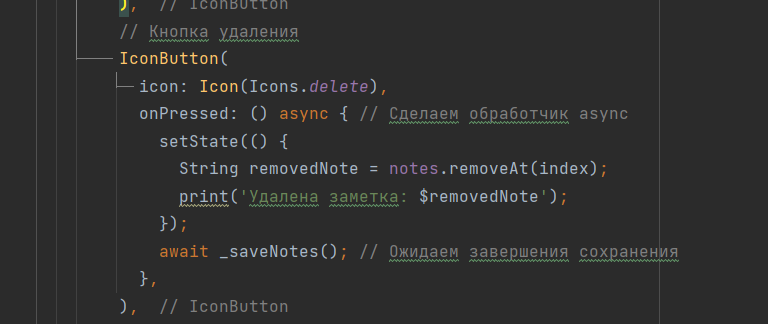 ),  // IconButton
// Кнопка удаления
IconButton(
icon: Icon(Icons.delete),
onPressed: () async { // Сделаем обработчик async
setState(() {
String removedNote = notes.removeAt(index);
print('Удалена заметка: $removedNote');
});
await _saveNotes(); // Ожидаем завершения сохранения
},
),  // IconButton